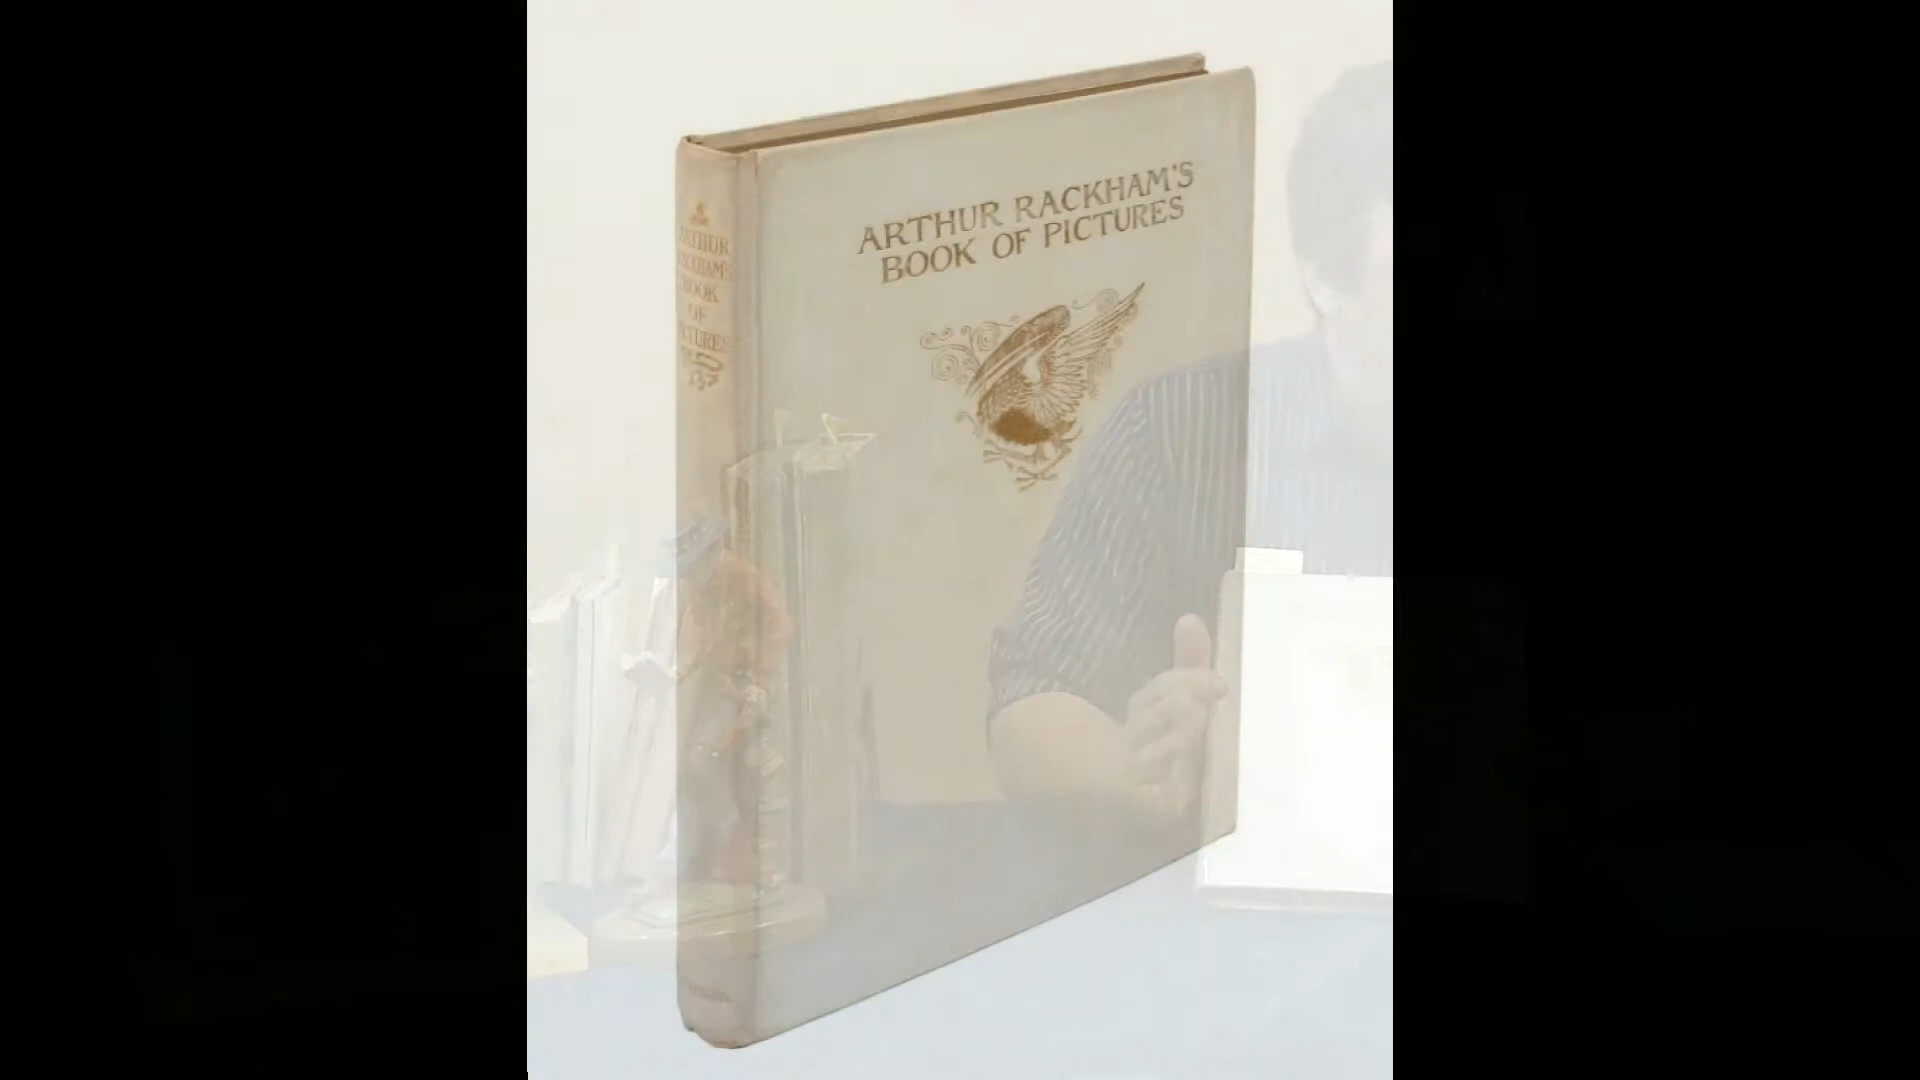 ARTHUR RACKHAM'S
BOOK OF PICTURES
ARTHUR
RACKHAM'S
BOOK
OF
PICTURES